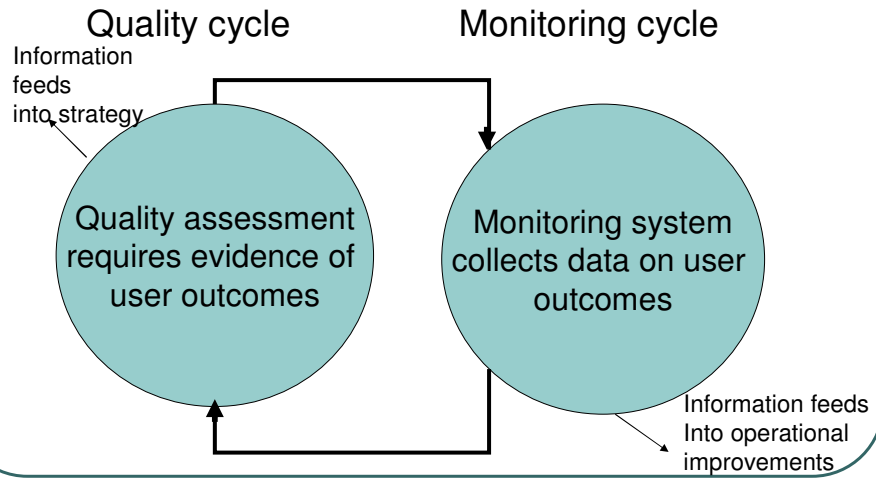 Quality cycle
Monitoring cycle
Information
feeds
into strategy
Quality assessment
requires evidence of
user outcomes
Monitoring system
collects data on user
outcomes
Information feeds
Into operational
improvements